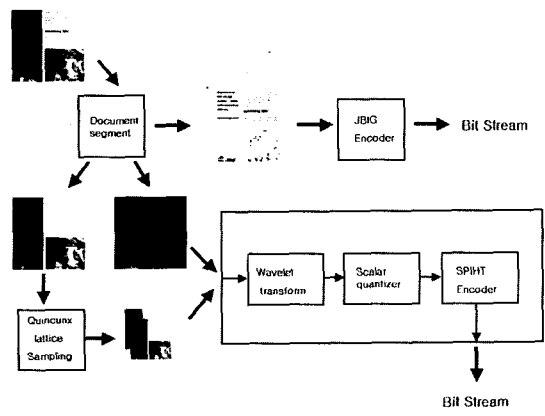 Document
segment
JBIG
Encoder
Bit Stream
Wavelet
transform
Scalar
quantizer
SPIHT
Encoder
Quincunx
lattice
Sampling
Bit Stream